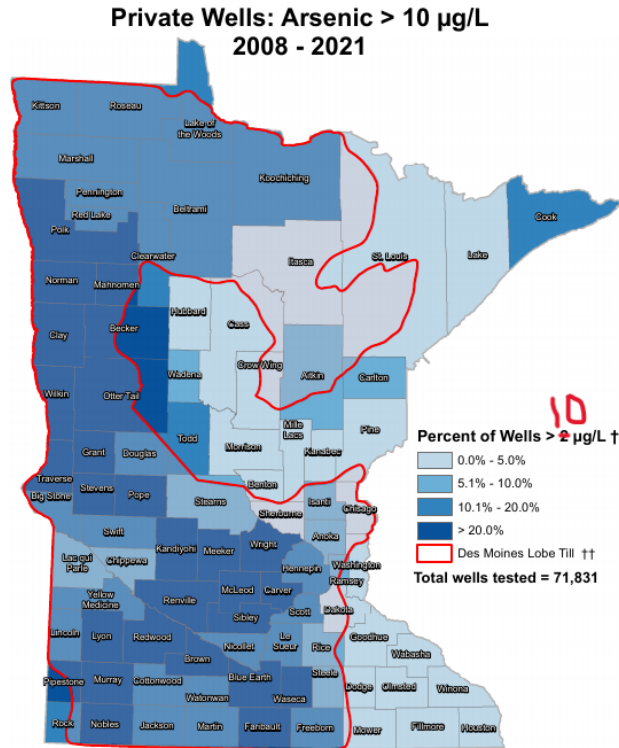 Private Wells: Arsenic > 10 µg/L
2008 - 2021
Kittson
Roseau
Lake of
the Woods
Marshall
Koochiching
Pennington
Red Lake
Beltrami
Polk
Cook
Clearwater
Itasca
St. Louis
Lake
Norman
Mahnomen
Hubbard
Cass
Becker
Clay
Crow Wing
Wadena
Aitkin
Carlton
Wilkin
Otter Tail
Todd
Mille
Lacs
Pine
Grant
Douglas
Morrison
Kanabec
Traverse
Big Stone
Stevens
Pope
Benton
Stearns
Isanti
Sherburne
Chisago
Swift
Anoka
Kandiyohi
Meeker
Wright
Lac qui
Parle
Chippewa
Hennepin
Washington
Ramsey
Yellow
Medicine
Renville
McLeod
Carver
Dakota
Sibley
Scott
Lincoln
Lyon
Redwood
Nicollet
Le
Sueur
Rice
Goodhue
Wabasha
Brown
Pipestone
Murray
Cottonwood
Watonwan
Blue Earth
Waseca
Steele
Dodge
Olmsted
Winona
Rock
Nobles
Jackson
Martin
Faribault
Freeborn
Mower
Fillmore
Houston
10
Percent of Wells > 2 µg/L †
0.0% - 5.0%
5.1% - 10.0%
10.1% - 20.0%
> 20.0%
Des Moines Lobe Till ††
Total wells tested = 71,831